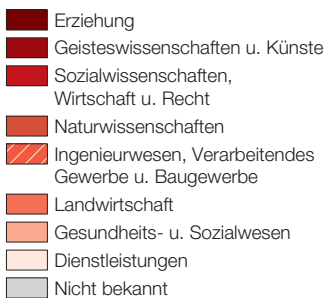 Erziehung
Geisteswissenschaften u. Künste
Sozialwissenschaften,
Wirtschaft u. Recht
Naturwissenschaften
Ingenieurwesen, Verarbeitendes
Gewerbe u. Baugewerbe
Landwirtschaft
Gesundheits- u. Sozialwesen
Dienstleistungen
Nicht bekannt